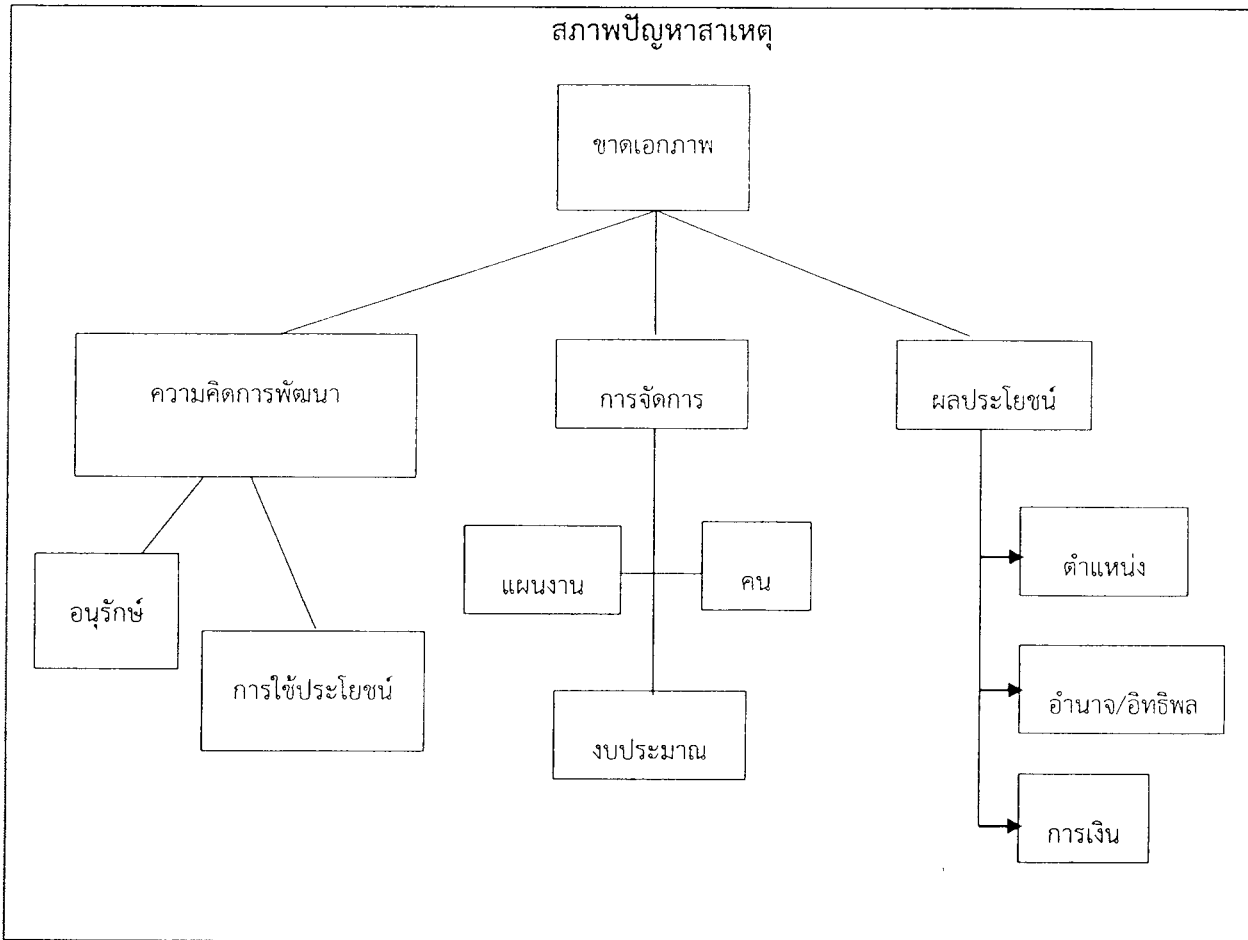 สภาพปัญหาสาเหตุ
ขาดเอกภาพ
ความคิดการพัฒนา
การจัดการ
ผลประโยชน์
อนุรักษ์
การใช้ประโยชน์
แผนงาน
คน
งบประมาณ
ตำแหน่ง
อำนาจ/อิทธิพล
การเงิน